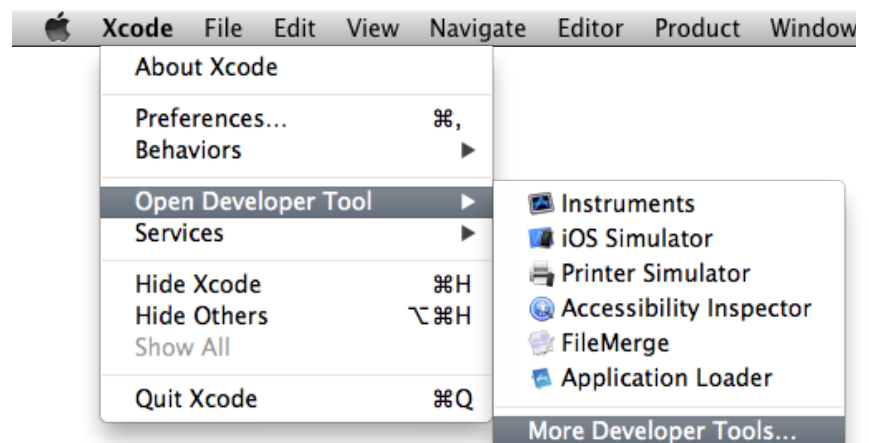 Xcode File Edit View Navigate Editor Product Window
About Xcode
Preferences... ⌘,
Behaviors ▶
Open Developer Tool ▶
Services ▶
Hide Xcode ⌘H
Hide Others ⌥⌘H
Show All
Quit Xcode ⌘Q
Instruments
iOS Simulator
Printer Simulator
Accessibility Inspector
FileMerge
Application Loader
More Developer Tools...